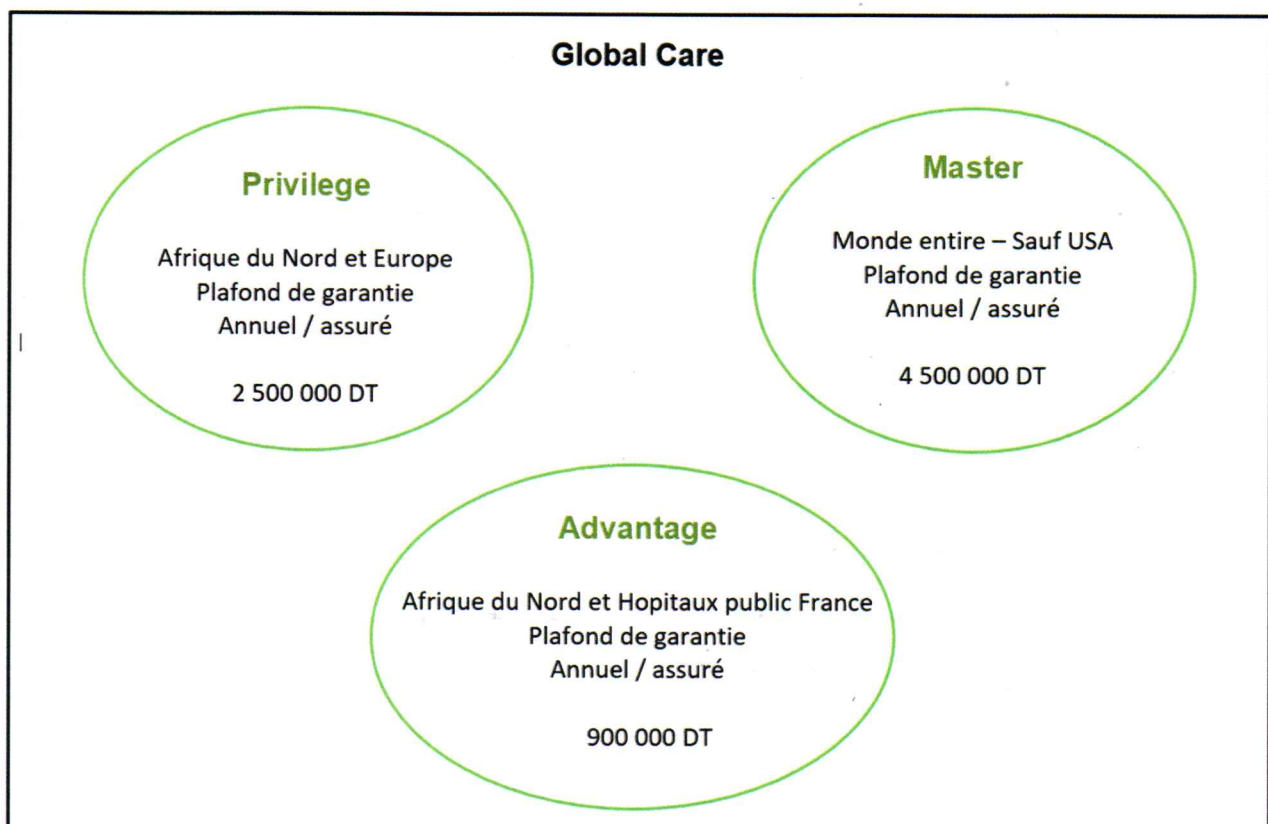 Global Care
Privilege
Afrique du Nord et Europe
Plafond de garantie
Annuel / assuré
2 500 000 DT
Master
Monde entire – Sauf USA
Plafond de garantie
Annuel / assuré
4 500 000 DT
Advantage
Afrique du Nord et Hopitaux public France
Plafond de garantie
Annuel / assuré
900 000 DT